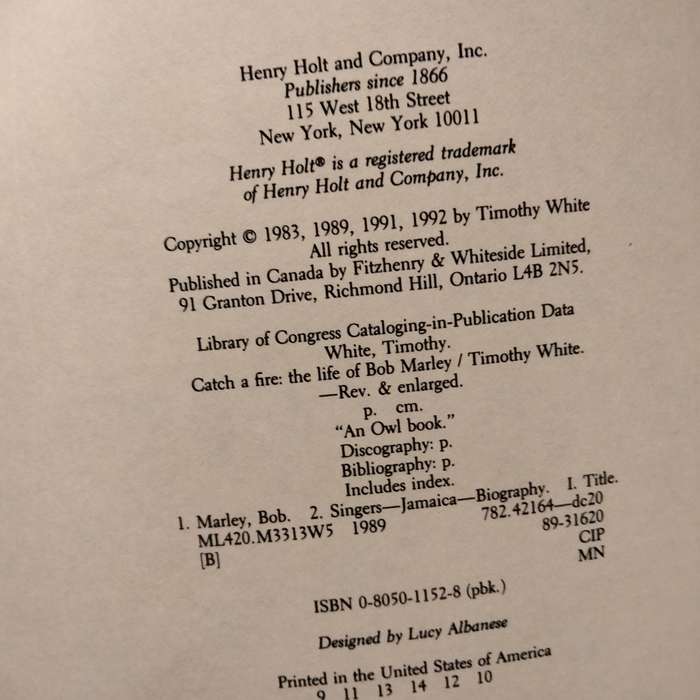 Henry Holt and Company, Inc.
Publishers since 1866
115 West 18th Street
New York, New York 10011
Henry Holt® is a registered trademark
of Henry Holt and Company, Inc.
Copyright © 1983, 1989, 1991, 1992 by Timothy White
All rights reserved.
Published in Canada by Fitzhenry & Whiteside Limited,
91 Granton Drive, Richmond Hill, Ontario L4B 2N5.
Library of Congress Cataloging-in-Publication Data
White, Timothy.
Catch a fire: the life of Bob Marley / Timothy White.
—Rev. & enlarged.
p. cm.
“An Owl book.”
Discography: p.
Bibliography: p.
Includes index.
1. Marley, Bob. 2. Singers—Jamaica—Biography. I. Title.
ML420.M3313W5 1989 782.42164—dc20
[B] 89-31620
CIP
MN
ISBN 0-8050-1152-8 (pbk.)
Designed by Lucy Albanese
Printed in the United States of America
9 11 13 14 12 10